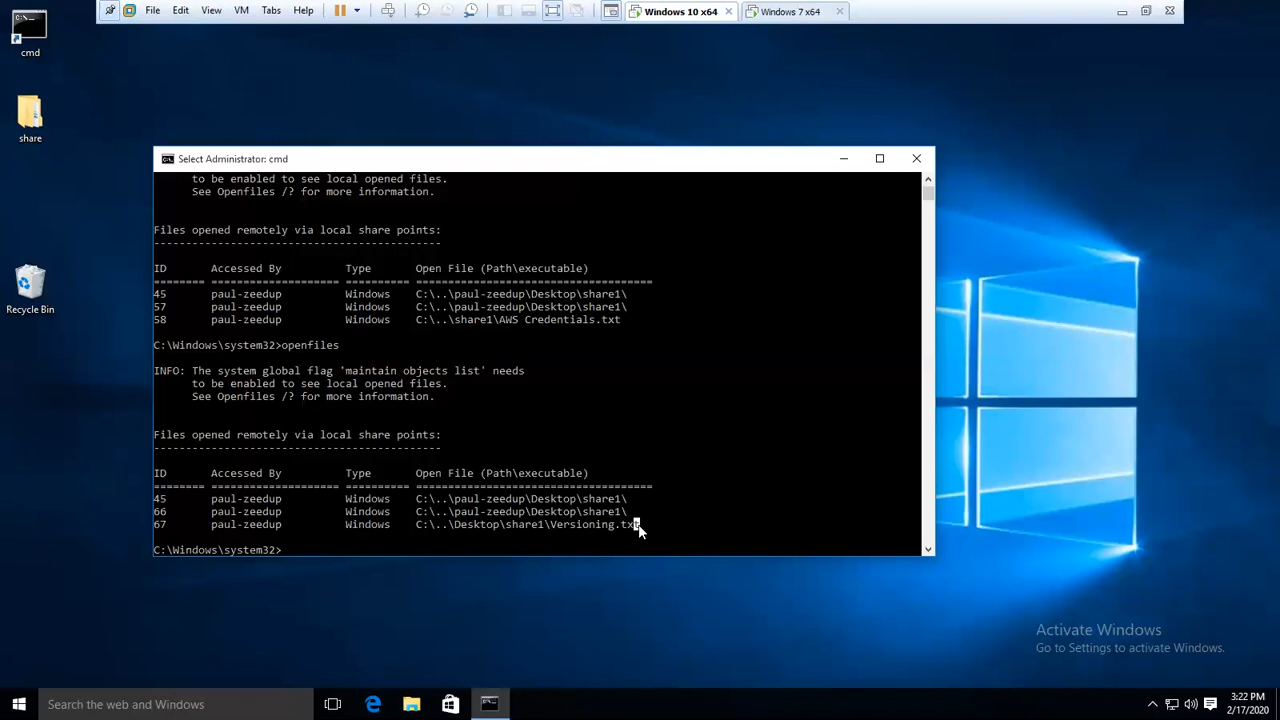 File Edit View VM Tabs Help
Windows 10 x64
Windows 7 x64
cmd
share
Recycle Bin
Select Administrator: cmd
to be enabled to see local opened files.
See Openfiles /? for more information.
Files opened remotely via local share points:
---------------------------------------------
ID Accessed By Type Open File (Path\executable)
======== ==================== ========== =====================================
45 paul-zeedup Windows C:\..\paul-zeedup\Desktop\share1\
57 paul-zeedup Windows C:\..\paul-zeedup\Desktop\share1\
58 paul-zeedup Windows C:\..\share1\AWS Credentials.txt
C:\Windows\system32>openfiles
INFO: The system global flag 'maintain objects list' needs
to be enabled to see local opened files.
See Openfiles /? for more information.
Files opened remotely via local share points:
---------------------------------------------
ID Accessed By Type Open File (Path\executable)
======== ==================== ========== =====================================
45 paul-zeedup Windows C:\..\paul-zeedup\Desktop\share1\
66 paul-zeedup Windows C:\..\paul-zeedup\Desktop\share1\
67 paul-zeedup Windows C:\..\Desktop\share1\Versioning.txt
C:\Windows\system32>
Activate Windows
Go to Settings to activate Windows.
Search the web and Windows
3:22 PM
2/17/2020